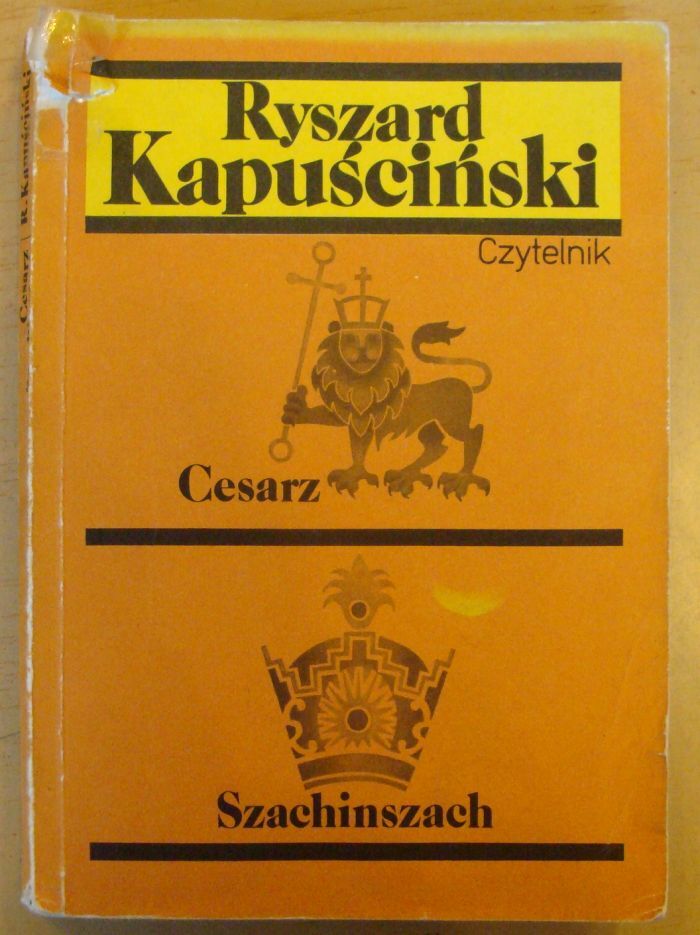 Ryszard
Kapuściński
Czytelnik
Cesarz
Szachinszach
Cesarz | R. Kapuściński